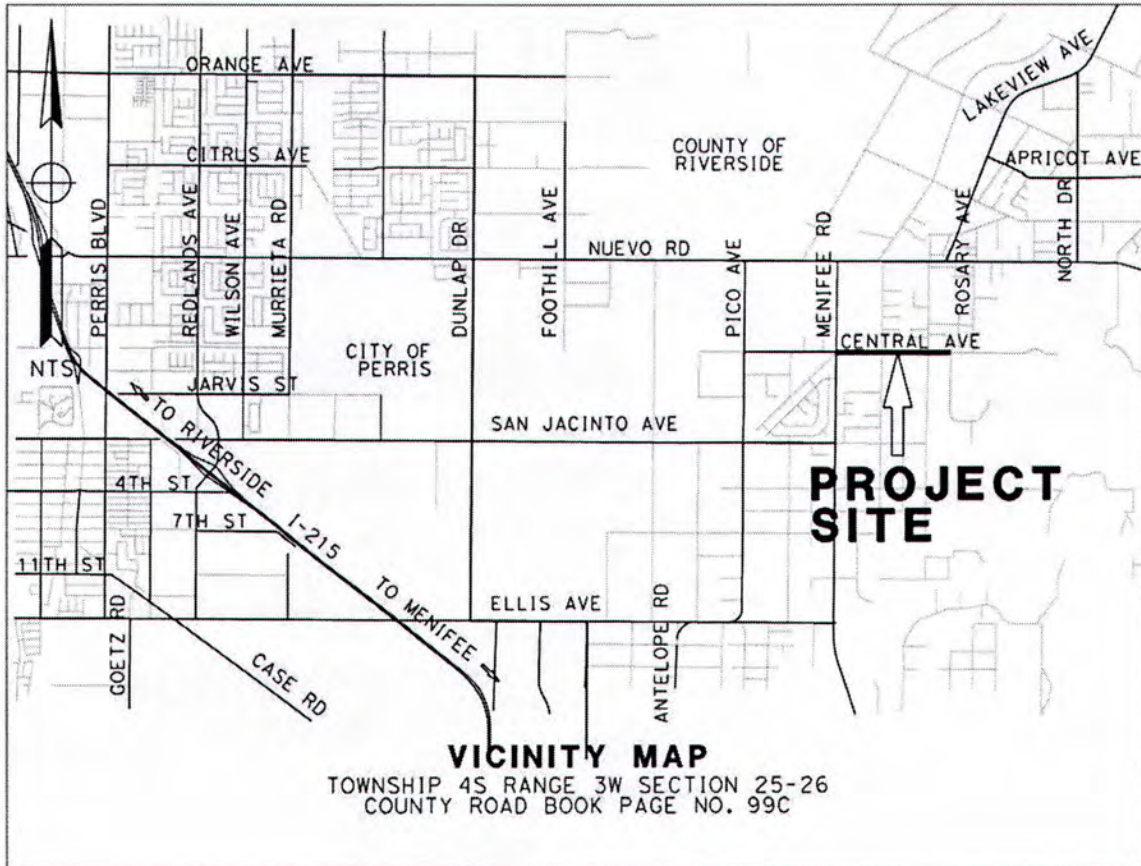 ORANGE AVE
LAKEVIEW AVE
CITRUS AVE
COUNTY OF
RIVERSIDE
APRICOT AVE
PERRIS BLVD
REDLANDS AVE
WILSON AVE
MURRIETA RD
DUNLAP DR
FOOTHILL AVE
NUEVO RD
PICO AVE
MENIFEE RD
ROSARY AVE
NORTH DR
CENTRAL AVE
NTS
CITY OF
PERRIS
JARVIS ST
TO RIVERSIDE
SAN JACINTO AVE
PROJECT
SITE
4TH ST
7TH ST
I-215
11TH ST
TO MENIFEE
ELLIS AVE
GOETZ RD
CASE RD
ANTELOPE RD
VICINITY MAP
TOWNSHIP 4S RANGE 3W SECTION 25-26
COUNTY ROAD BOOK PAGE NO. 99C